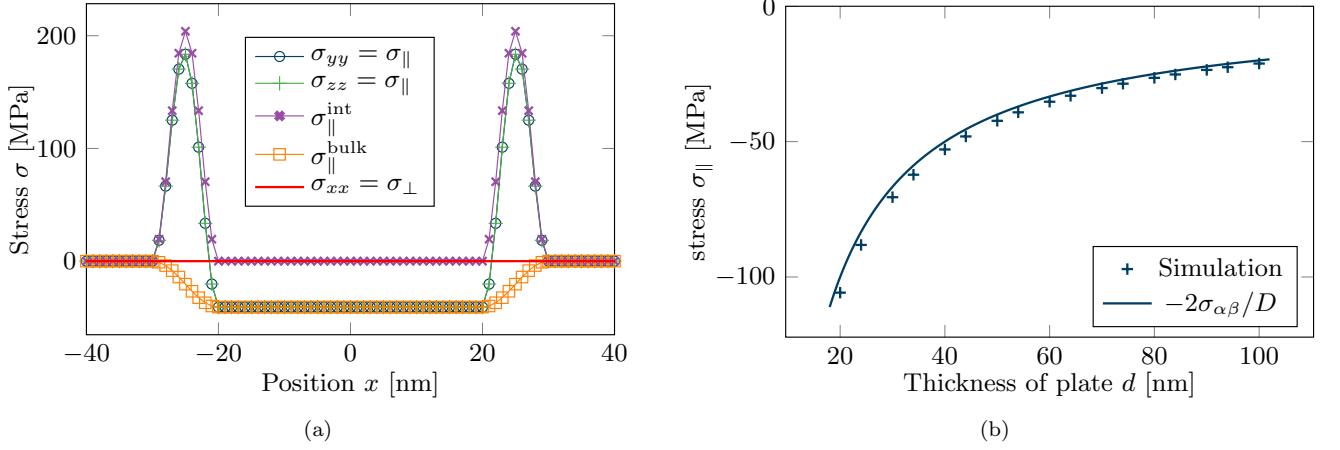 200
100
0
−40
−20
0
20
40
Stress σ [MPa]
Position x [nm]
σyy = σ∥
σzz = σ∥
σ∥^int
σ∥^bulk
σxx = σ⊥
(a)
0
−50
−100
20
40
60
80
100
stress σ∥ [MPa]
Thickness of plate d [nm]
Simulation
−2σαβ/D
(b)